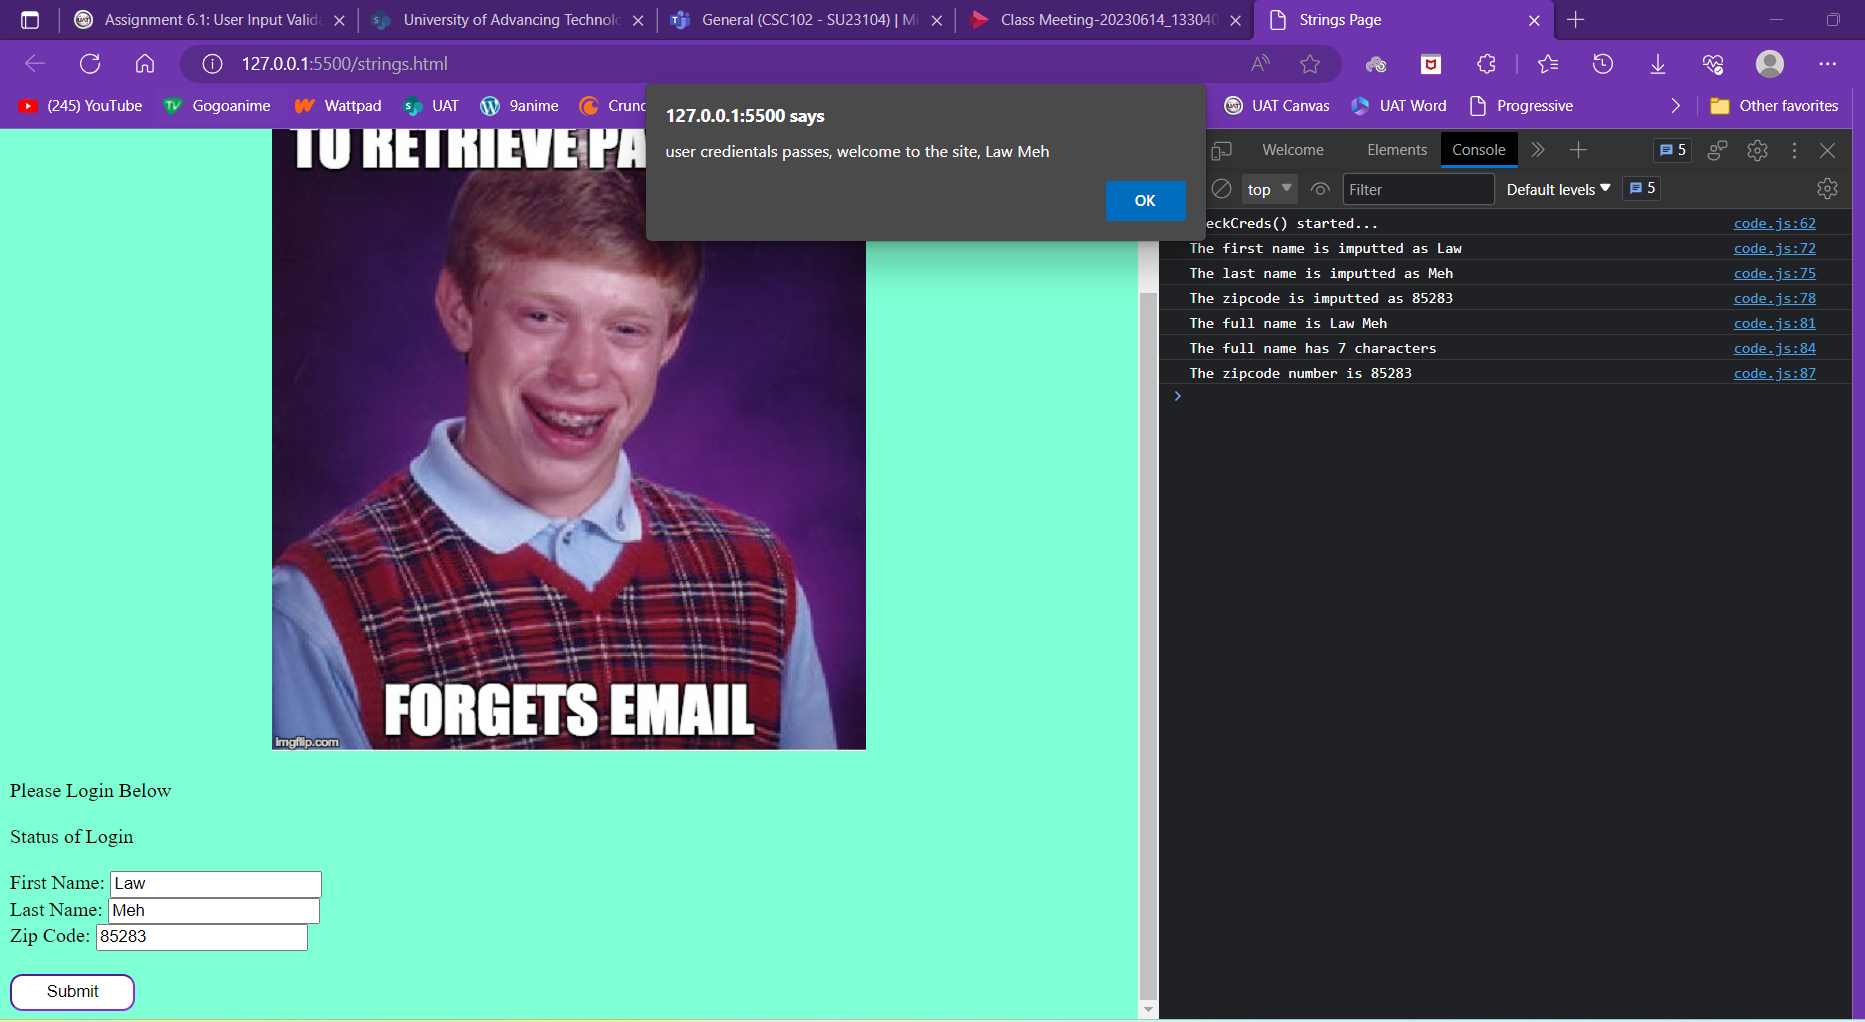 Assignment 6.1: User Input Valida
University of Advancing Technolo
General (CSC102 - SU23104) | Mi
Class Meeting-20230614_133040
Strings Page
127.0.0.1:5500/strings.html
(245) YouTube
Gogoanime
Wattpad
UAT
9anime
Crunc
UAT Canvas
UAT Word
Progressive
Other favorites
127.0.0.1:5500 says
user credientals passes, welcome to the site, Law Meh
OK
TO RETRIEVE PA
FORGETS EMAIL
imgflip.com
Please Login Below
Status of Login
First Name: Law
Last Name: Meh
Zip Code: 85283
Submit
Welcome
Elements
Console
5
top
Filter
Default levels
5
eckCreds() started... code.js:62
The first name is imputted as Law code.js:72
The last name is imputted as Meh code.js:75
The zipcode is imputted as 85283 code.js:78
The full name is Law Meh code.js:81
The full name has 7 characters code.js:84
The zipcode number is 85283 code.js:87